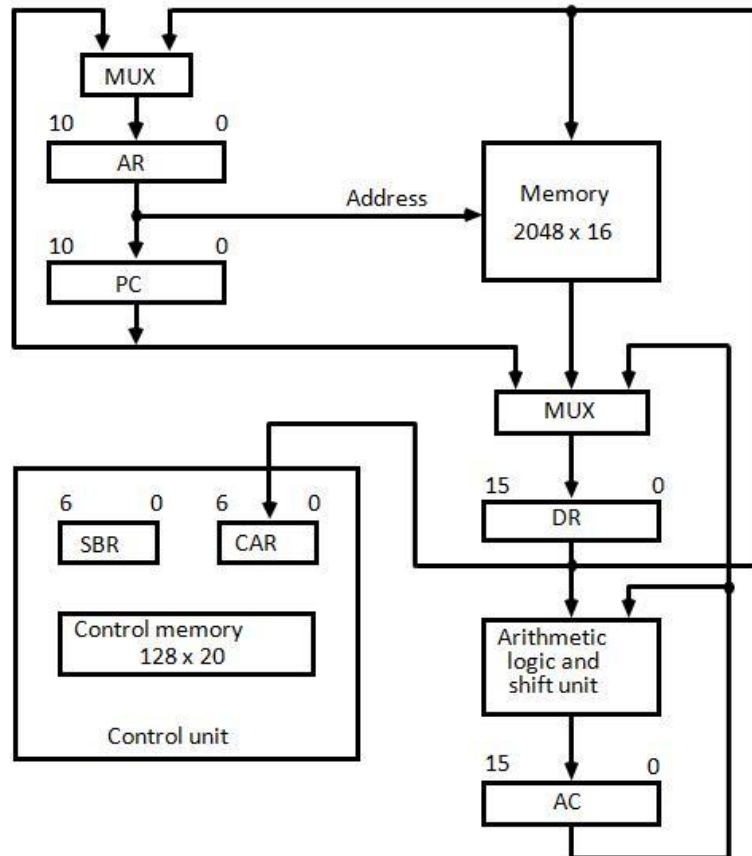 MUX
10 0
AR
Address
Memory
2048 x 16
10 0
PC
MUX
15 0
DR
6 0 6 0
SBR CAR
Control memory
128 x 20
Control unit
Arithmetic
logic and
shift unit
15 0
AC